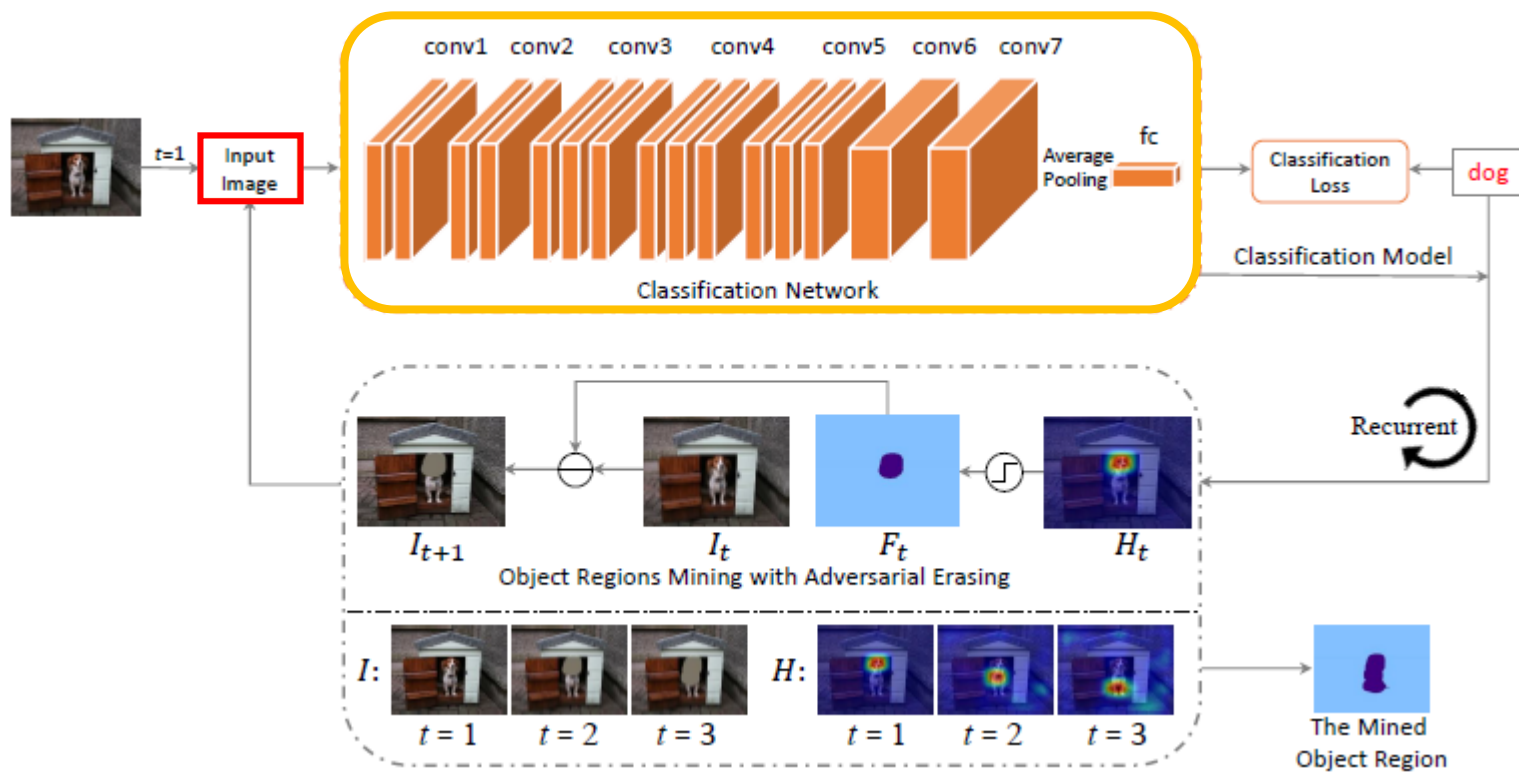 conv1 conv2 conv3 conv4 conv5 conv6 conv7
t=1
Input
Image
Average
Pooling
fc
Classification
Loss
dog
Classification Network
Classification Model
Recurrent
I_{t+1}
I_t
F_t
H_t
Object Regions Mining with Adversarial Erasing
I:
t = 1
t = 2
t = 3
H:
t = 1
t = 2
t = 3
The Mined
Object Region